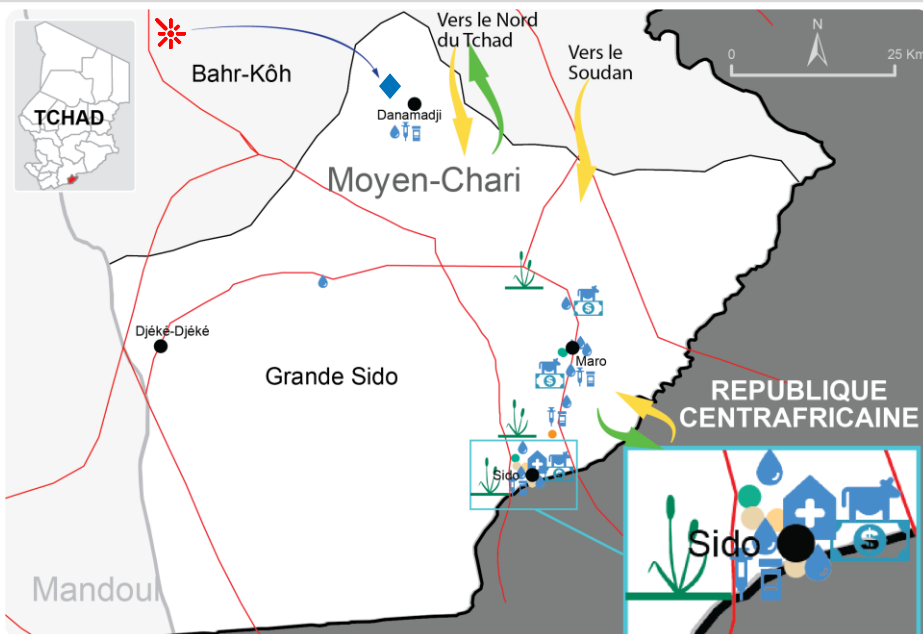 Vers le Nord
du Tchad
Vers le
Soudan
N
0
25 Km
Bahr-Kôh
TCHAD
Danamadji
Moyen-Chari
Djéké-Djéké
Maro
Grande Sido
REPUBLIQUE
CENTRAFRICAINE
Sido
Sido
$
Mandoul